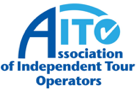 AITO
Association
of Independent Tour
Operators